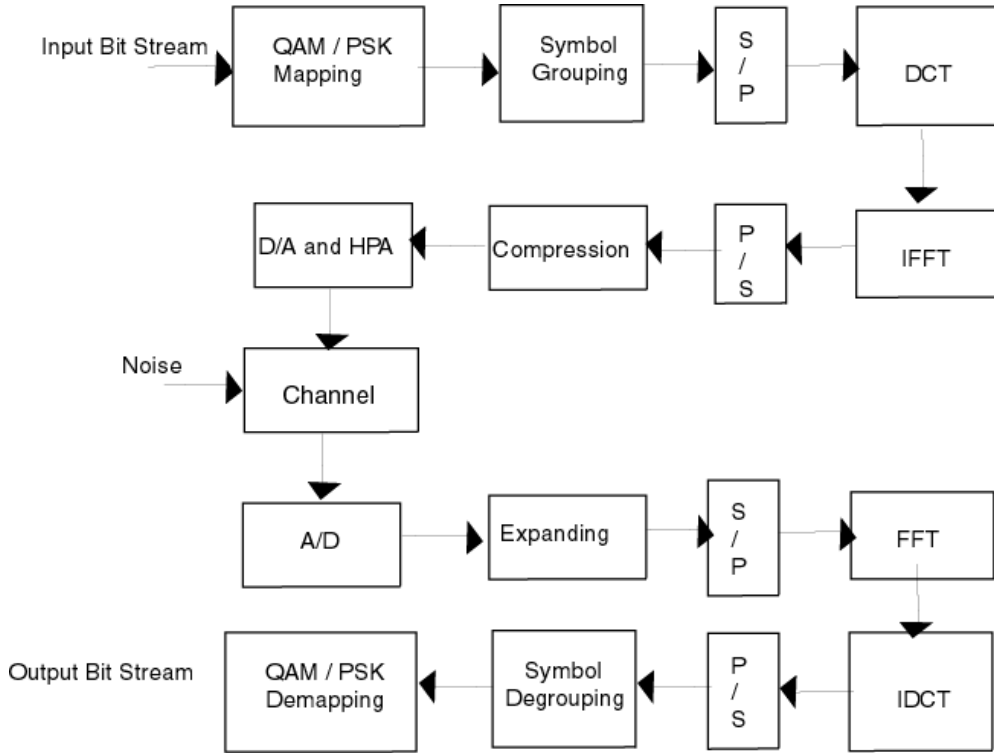 Input Bit Stream
QAM / PSK
Mapping
Symbol
Grouping
S
/
P
DCT
D/A and HPA
Compression
P
/
S
IFFT
Noise
Channel
A/D
Expanding
S
/
P
FFT
Output Bit Stream
QAM / PSK
Demapping
Symbol
Degrouping
P
/
S
IDCT